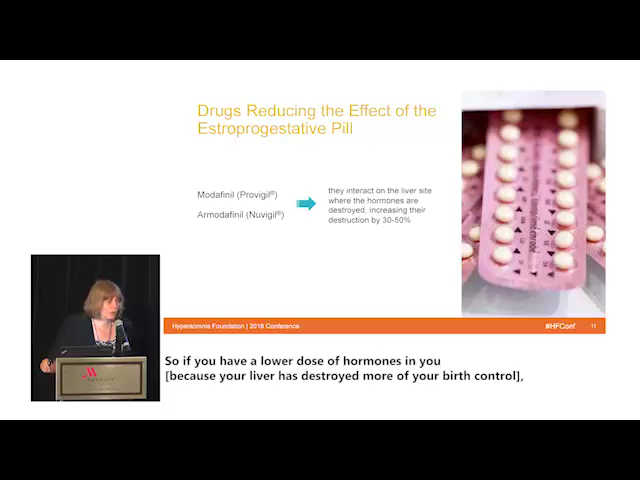 Drugs Reducing the Effect of the
Estroprogestative Pill
Modafinil (Provigil®)
Armodafinil (Nuvigil®)
they interact on the liver site
where the hormones are
destroyed, increasing their
destruction by 30-50%
Hypersomnia Foundation | 2018 Conference
#HFConf
11
So if you have a lower dose of hormones in you
[because your liver has destroyed more of your birth control],